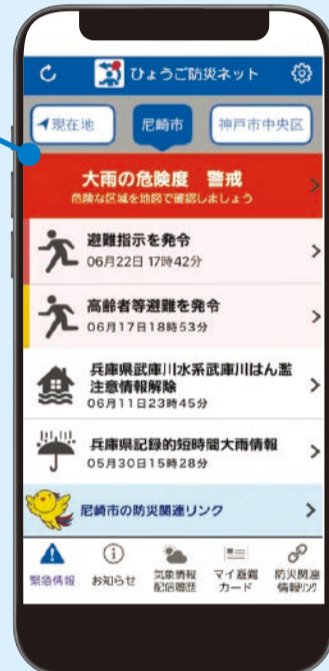 ひょうご防災ネット
現在地
尼崎市
神戸市中央区
大雨の危険度 警戒
危険な区域を地図で確認しましょう
避難指示を発令
06月22日 17時42分
高齢者等避難を発令
06月17日18時53分
兵庫県武庫川水系武庫川はん濫
注意情報解除
06月11日23時45分
兵庫県記録的短時間大雨情報
05月30日15時28分
尼崎市の防災関連リンク
緊急情報
お知らせ
気象情報
配信履歴
マイ避難
カード
防災関連
情報リンク